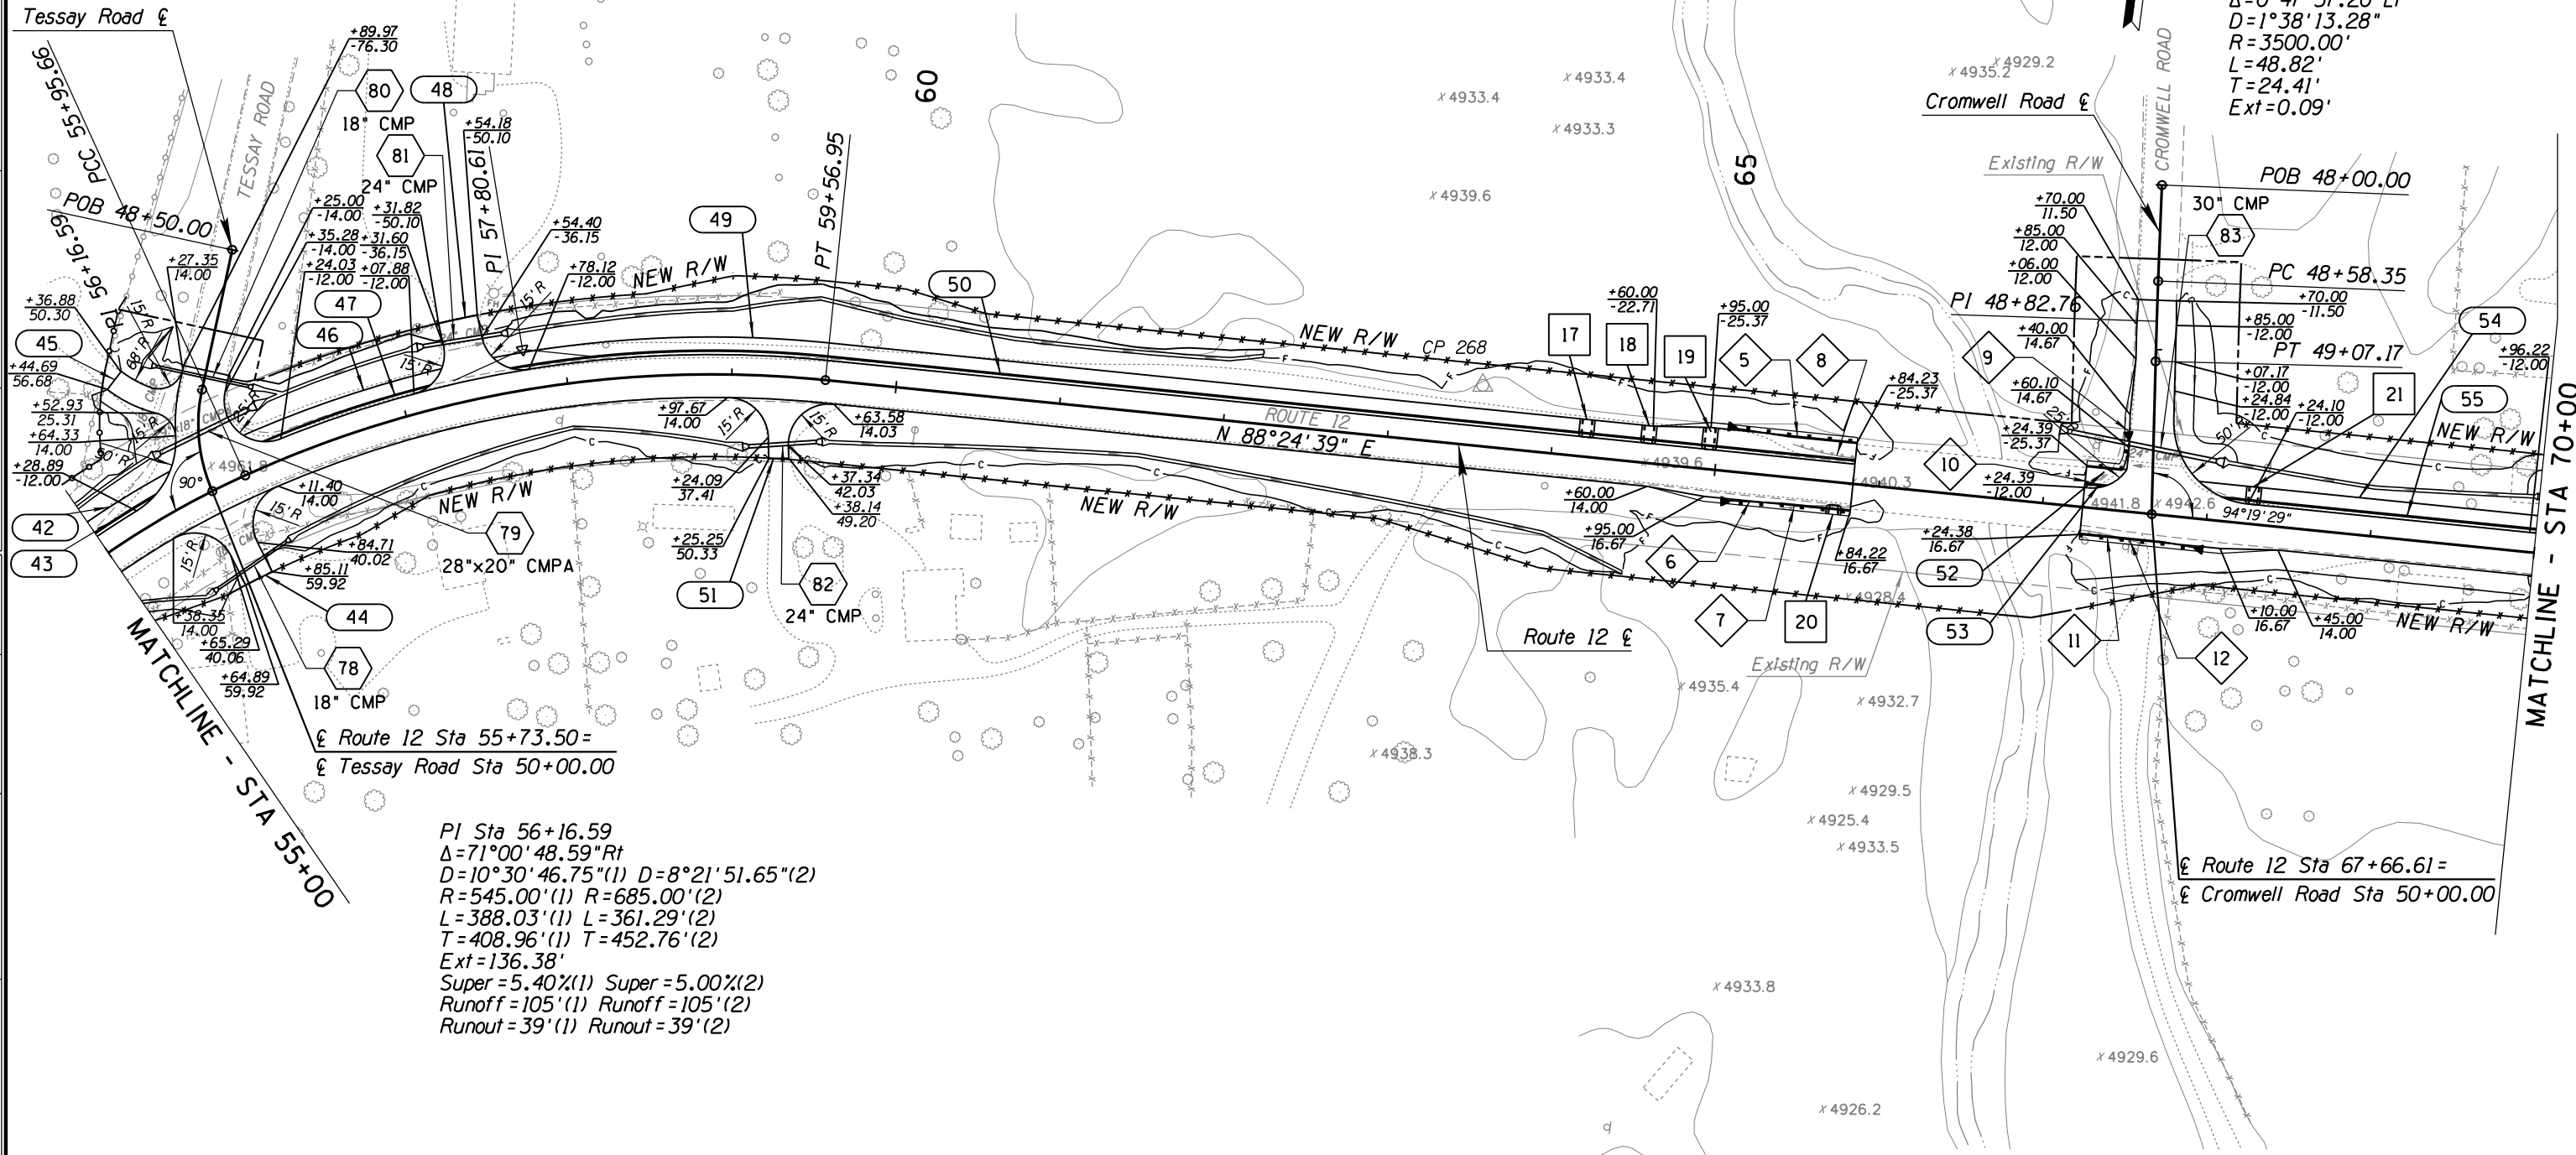 Tessay Road ℄
PCC 55+95.66
POB 48+50.00
PI 56+16.59
TESSAY ROAD
+89.97
-76.30
80
18" CMP
48
81
24" CMP
+54.18
-50.10
PI 57+80.61
+25.00
-14.00
+31.82
-50.10
+35.28
-14.00
+31.60
-36.15
+24.03
-12.00
+07.88
-12.00
+54.40
-36.15
+78.12
-12.00
+27.35
14.00
47
46
49
PT 59+56.95
60
50
NEW R/W
15'R
15'R
15'R
88'R
25'R
+36.88
50.30
45
+44.69
56.68
+52.93
25.31
+64.33
14.00
+28.89
-12.00
15'R
50'R
90°
x 4961.8
42
43
+11.40
14.00
15'R
NEW R/W
79
28"x20" CMPA
+84.71
40.02
+85.11
59.92
44
15'R
+38.35
14.00
+65.29
40.06
+64.89
59.92
78
18" CMP
MATCHLINE - STA 55+00
℄ Route 12 Sta 55+73.50=
℄ Tessay Road Sta 50+00.00
+97.67
14.00
15'R
15'R
+63.58
14.03
+24.09
37.41
+37.34
42.03
+38.14
49.20
+25.25
50.33
51
82
24" CMP
NEW R/W
PI Sta 56+16.59
Δ=71°00'48.59"Rt
D=10°30'46.75"(1) D=8°21'51.65"(2)
R=545.00'(1) R=685.00'(2)
L=388.03'(1) L=361.29'(2)
T=408.96'(1) T=452.76'(2)
Ext=136.38'
Super=5.40%(1) Super=5.00%(2)
Runoff=105'(1) Runoff=105'(2)
Runout=39'(1) Runout=39'(2)
x 4933.4
x 4933.4
x 4933.3
x 4939.6
65
NEW R/W
CP 268
ROUTE 12
N 88°24'39" E
17
18
19
5
8
+60.00
-22.71
+95.00
-25.37
+84.23
-25.37
x 4939.6
x 4940.3
+60.00
14.00
+95.00
16.67
+84.22
16.67
6
7
20
x 4928.4
Route 12 ℄
Existing R/W
x 4935.4
x 4932.7
x 4938.3
x 4929.5
x 4925.4
x 4933.5
x 4933.8
x 4926.2
x 4929.6
x 4935.2
x 4929.2
Cromwell Road ℄
CROMWELL ROAD
Existing R/W
D=1°38'13.28"
R=3500.00'
L=48.82'
T=24.41'
Ext=0.09'
POB 48+00.00
30" CMP
83
PC 48+58.35
PI 48+82.76
PT 49+07.17
+70.00
11.50
+85.00
12.00
+06.00
12.00
+40.00
14.67
+60.10
14.67
+24.39
-25.37
+24.39
-12.00
+24.38
16.67
9
10
25'R
+70.00
-11.50
+85.00
-12.00
+07.17
-12.00
+24.84
-12.00
+24.10
-12.00
50'R
54
21
55
+96.22
-12.00
NEW R/W
4941.8
x 4942.6
94°19'29"
52
53
11
12
+10.00
16.67
+45.00
14.00
NEW R/W
MATCHLINE - STA 70+00
℄ Route 12 Sta 67+66.61=
℄ Cromwell Road Sta 50+00.00